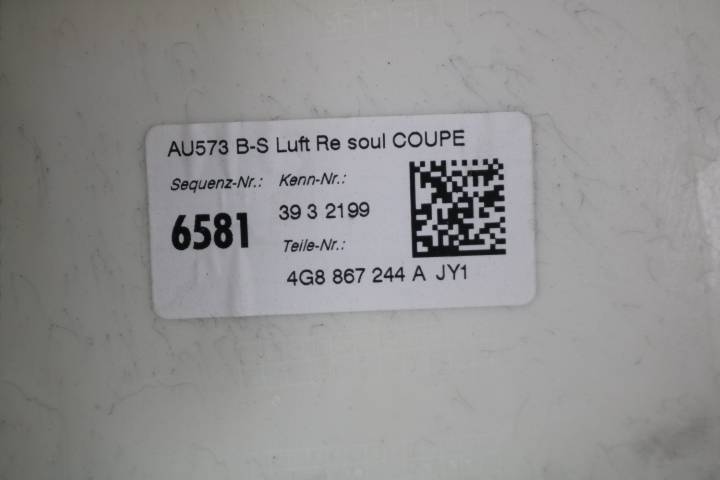 AU573 B-S Luft Re soul COUPE
Sequenz-Nr.: Kenn-Nr.:
6581 39 3 2199
Teile-Nr.:
4G8 867 244 A JY1